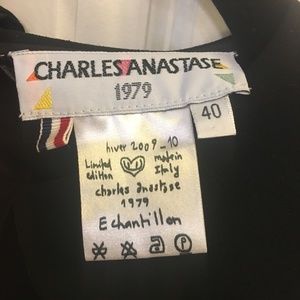 CHARLES ANASTASE
1979
40
hiver 2009_10
Limited edition
made in Italy
charles anastase
1979
Echantillon